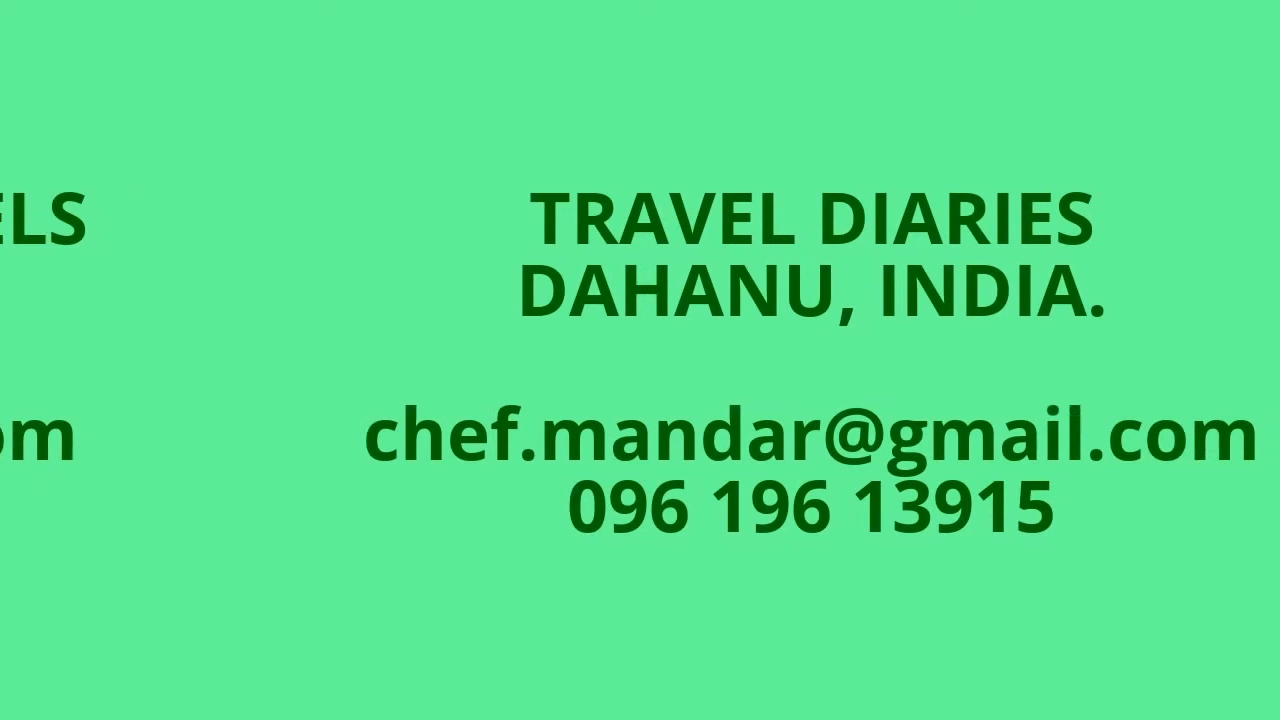 ELS
TRAVEL DIARIES
DAHANU, INDIA.
om
chef.mandar@gmail.com
096 196 13915